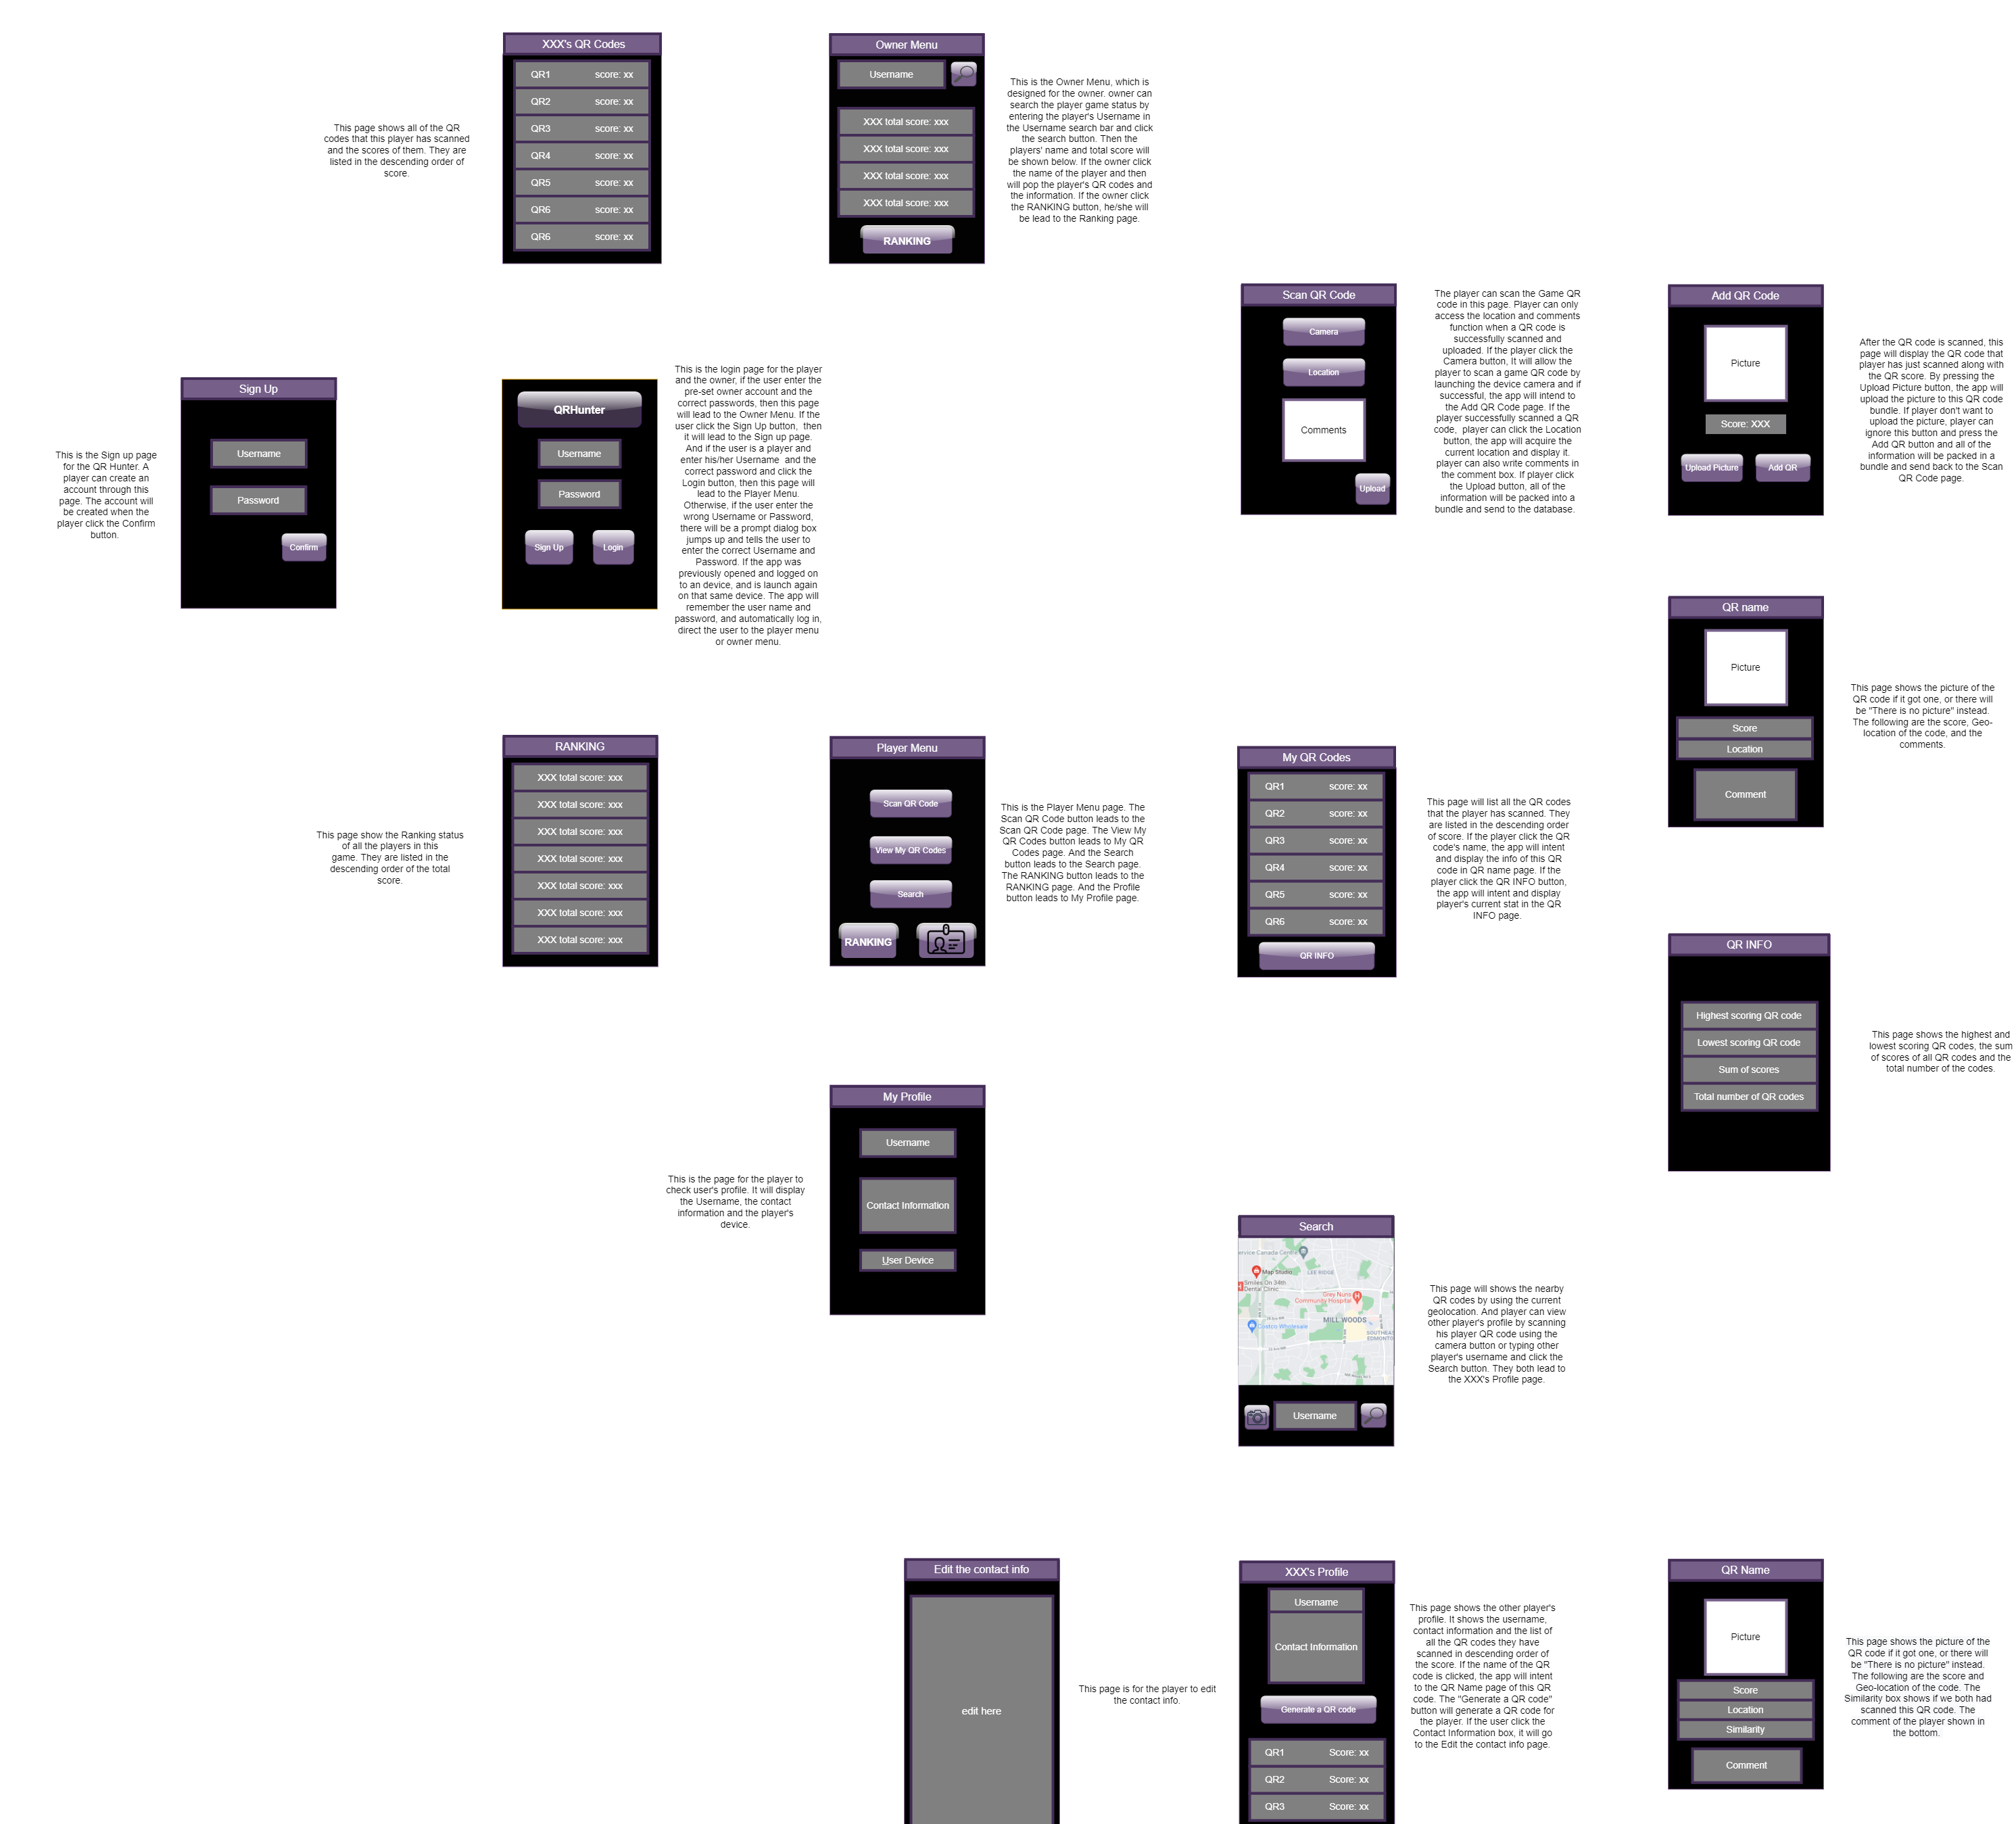 XXX's QR Codes
QR1 score: xx
QR2 score: xx
QR3 score: xx
QR4 score: xx
QR5 score: xx
QR6 score: xx
QR6 score: xx
This page shows all of the QR
codes that this player has scanned
and the scores of them. They are
listed in the descending order of
score.
Owner Menu
Username
XXX total score: xxx
XXX total score: xxx
XXX total score: xxx
XXX total score: xxx
RANKING
This is the Owner Menu, which is
designed for the owner. owner can
search the player game status by
entering the player's Username in
the Username search bar and click
the search button. Then the
players' name and total score will
be shown below. If the owner click
the name of the player and then
will pop the player's QR codes and
the information. If the owner click
the RANKING button, he/she will
be lead to the Ranking page.
Scan QR Code
Camera
Location
Comments
Upload
The player can scan the Game QR
code in this page. Player can only
access the location and comments
function when a QR code is
successfully scanned and
uploaded. If the player click the
Camera button, It will allow the
player to scan a game QR code by
launching the device camera and if
successful, the app will intend to
the Add QR Code page. If the
player successfully scanned a QR
code, player can click the Location
button, the app will acquire the
current location and display it.
player can also write comments in
the comment box. If player click
the Upload button, all of the
information will be packed into a
bundle and send to the database.
Add QR Code
Picture
Score: XXX
Upload Picture
Add QR
After the QR code is scanned, this
page will display the QR code that
player has just scanned along with
the QR score. By pressing the
Upload Picture button, the app will
upload the picture to this QR code
bundle. If player don't want to
upload the picture, player can
ignore this button and press the
Add QR button and all of the
information will be packed in a
bundle and send back to the Scan
QR Code page.
This is the Sign up page
for the QR Hunter. A
player can create an
account through this
page. The account will
be created when the
player click the Confirm
button.
Sign Up
Username
Password
Confirm
QRHunter
Username
Password
Sign Up
Login
This is the login page for the player
and the owner, if the user enter the
pre-set owner account and the
correct passwords, then this page
will lead to the Owner Menu. If the
user click the Sign Up button, then
it will lead to the Sign up page.
And if the user is a player and
enter his/her Username and the
correct password and click the
Login button, then this page will
lead to the Player Menu.
Otherwise, if the user enter the
wrong Username or Password,
there will be a prompt dialog box
jumps up and tells the user to
enter the correct Username and
Password. If the app was
previously opened and logged on
to an device, and is launch again
on that same device. The app will
remember the user name and
password, and automatically log in,
direct the user to the player menu
or owner menu.
QR name
Picture
Score
Location
Comment
This page shows the picture of the
QR code if it got one, or there will
be "There is no picture" instead.
The following are the score, Geo-
location of the code, and the
comments.
This page show the Ranking status
of all the players in this
game. They are listed in the
descending order of the total
score.
RANKING
XXX total score: xxx
XXX total score: xxx
XXX total score: xxx
XXX total score: xxx
XXX total score: xxx
XXX total score: xxx
XXX total score: xxx
Player Menu
Scan QR Code
View My QR Codes
Search
RANKING
This is the Player Menu page. The
Scan QR Code button leads to the
Scan QR Code page. The View My
QR Codes button leads to My QR
Codes page. And the Search
button leads to the Search page.
The RANKING button leads to the
RANKING page. And the Profile
button leads to My Profile page.
My QR Codes
QR1 score: xx
QR2 score: xx
QR3 score: xx
QR4 score: xx
QR5 score: xx
QR6 score: xx
QR INFO
This page will list all the QR codes
that the player has scanned. They
are listed in the descending order
of score. If the player click the QR
code's name, the app will intent
and display the info of this QR
code in QR name page. If the
player click the QR INFO button,
the app will intent and display
player's current stat in the QR
INFO page.
QR INFO
Highest scoring QR code
Lowest scoring QR code
Sum of scores
Total number of QR codes
This page shows the highest and
lowest scoring QR codes, the sum
of scores of all QR codes and the
total number of the codes.
This is the page for the player to
check user's profile. It will display
the Username, the contact
information and the player's
device.
My Profile
Username
Contact Information
User Device
Search
ervice Canada Centre
Map Studio
LEE RIDGE
Smiles On 34th
Dental Clinic
Grey Nuns
Community Hospital
MILL WOODS
Costco Wholesale
SOUTHEAS
EDMONTO
Username
This page will shows the nearby
QR codes by using the current
geolocation. And player can view
other player's profile by scanning
his player QR code using the
camera button or typing other
player's username and click the
Search button. They both lead to
the XXX's Profile page.
Edit the contact info
edit here
This page is for the player to edit
the contact info.
XXX's Profile
Username
Contact Information
Generate a QR code
QR1 Score: xx
QR2 Score: xx
QR3 Score: xx
This page shows the other player's
profile. It shows the username,
contact information and the list of
all the QR codes they have
scanned in descending order of
the score. If the name of the QR
code is clicked, the app will intent
to the QR Name page of this QR
code. The "Generate a QR code"
button will generate a QR code for
the player. If the user click the
Contact Information box, it will go
to the Edit the contact info page.
QR Name
Picture
Score
Location
Similarity
Comment
This page shows the picture of the
QR code if it got one, or there will
be "There is no picture" instead.
The following are the score and
Geo-location of the code. The
Similarity box shows if we both had
scanned this QR code. The
comment of the player shown in
the bottom.